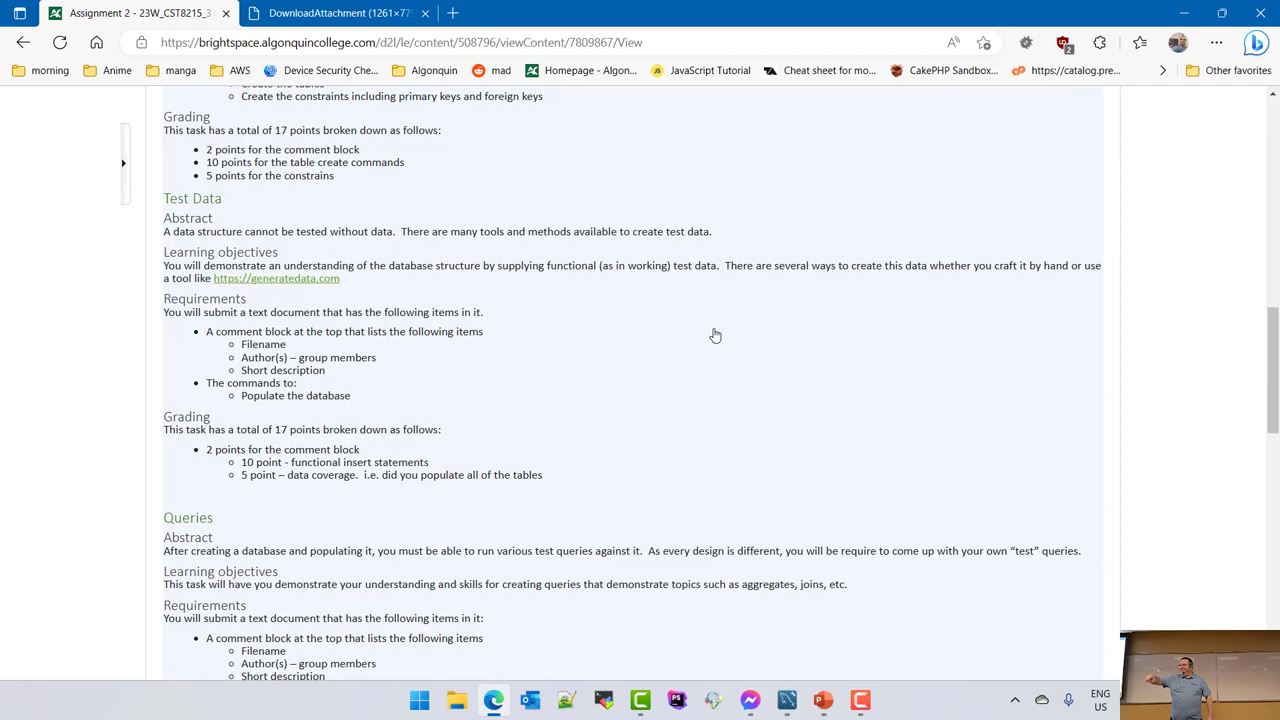 Assignment 2 - 23W_CST8215_3
DownloadAttachment (1261×77
https://brightspace.algonquincollege.com/d2l/le/content/508796/viewContent/7809867/View
2
morning
Anime
manga
AWS
Device Security Che...
Algonquin
mad
Homepage - Algon...
JavaScript Tutorial
Cheat sheet for mo...
CakePHP Sandbox...
https://catalog.pre...
Other favorites
Create the tables
Create the constraints including primary keys and foreign keys
Grading
This task has a total of 17 points broken down as follows:
2 points for the comment block
10 points for the table create commands
5 points for the constrains
Test Data
Abstract
A data structure cannot be tested without data. There are many tools and methods available to create test data.
Learning objectives
You will demonstrate an understanding of the database structure by supplying functional (as in working) test data. There are several ways to create this data whether you craft it by hand or use
a tool like https://generatedata.com
Requirements
You will submit a text document that has the following items in it.
A comment block at the top that lists the following items
Filename
Author(s) – group members
Short description
The commands to:
Populate the database
Grading
This task has a total of 17 points broken down as follows:
2 points for the comment block
10 point - functional insert statements
5 point – data coverage. i.e. did you populate all of the tables
Queries
Abstract
After creating a database and populating it, you must be able to run various test queries against it. As every design is different, you will be require to come up with your own “test” queries.
Learning objectives
This task will have you demonstrate your understanding and skills for creating queries that demonstrate topics such as aggregates, joins, etc.
Requirements
You will submit a text document that has the following items in it:
A comment block at the top that lists the following items
Filename
Author(s) – group members
Short description
ENG
US